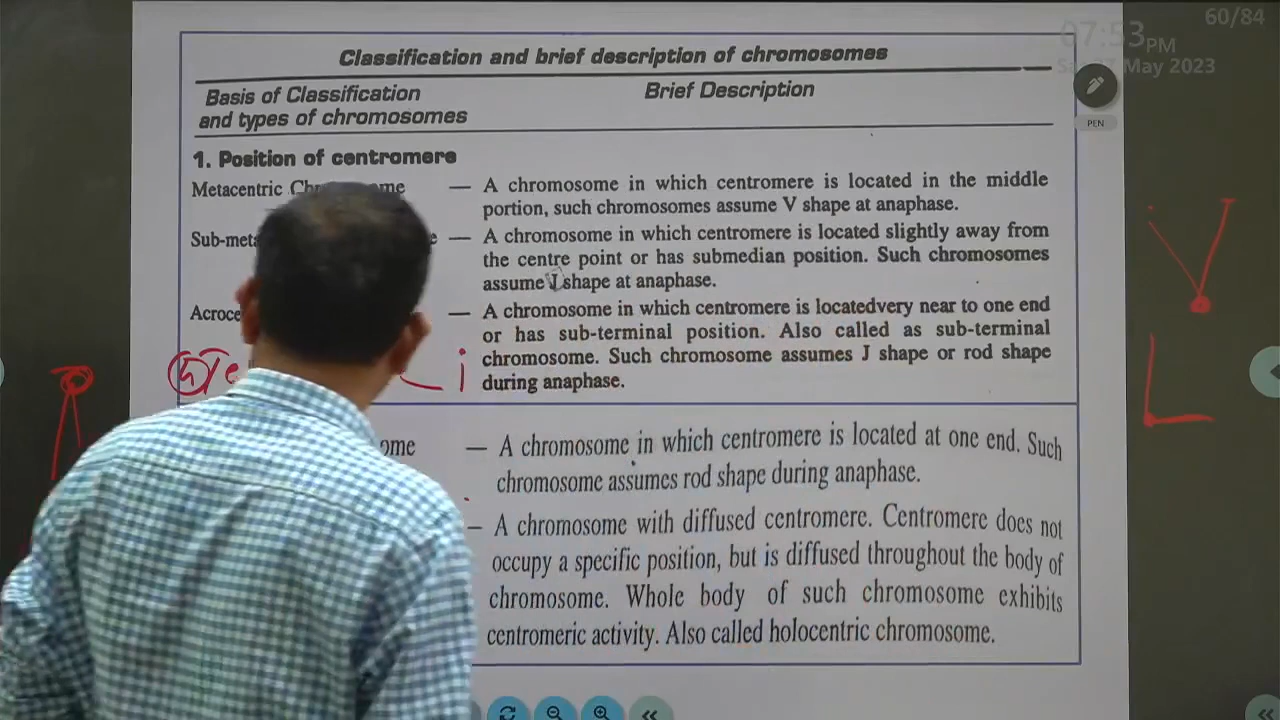 60/84
07:53 PM
May 2023
PEN
Classification and brief description of chromosomes
Basis of Classification Brief Description
and types of chromosomes
1. Position of centromere
Metacentric — A chromosome in which centromere is located in the middle
portion, such chromosomes assume V shape at anaphase.
Sub-meta — A chromosome in which centromere is located slightly away from
the centre point or has submedian position. Such chromosomes
assume J shape at anaphase.
Acroce — A chromosome in which centromere is locatedvery near to one end
or has sub-terminal position. Also called as sub-terminal
chromosome. Such chromosome assumes J shape or rod shape
during anaphase.
5 Te i
ome — A chromosome in which centromere is located at one end. Such
chromosome assumes rod shape during anaphase.
– A chromosome with diffused centromere. Centromere does not
occupy a specific position, but is diffused throughout the body of
chromosome. Whole body of such chromosome exhibits
centromeric activity. Also called holocentric chromosome.
V
L